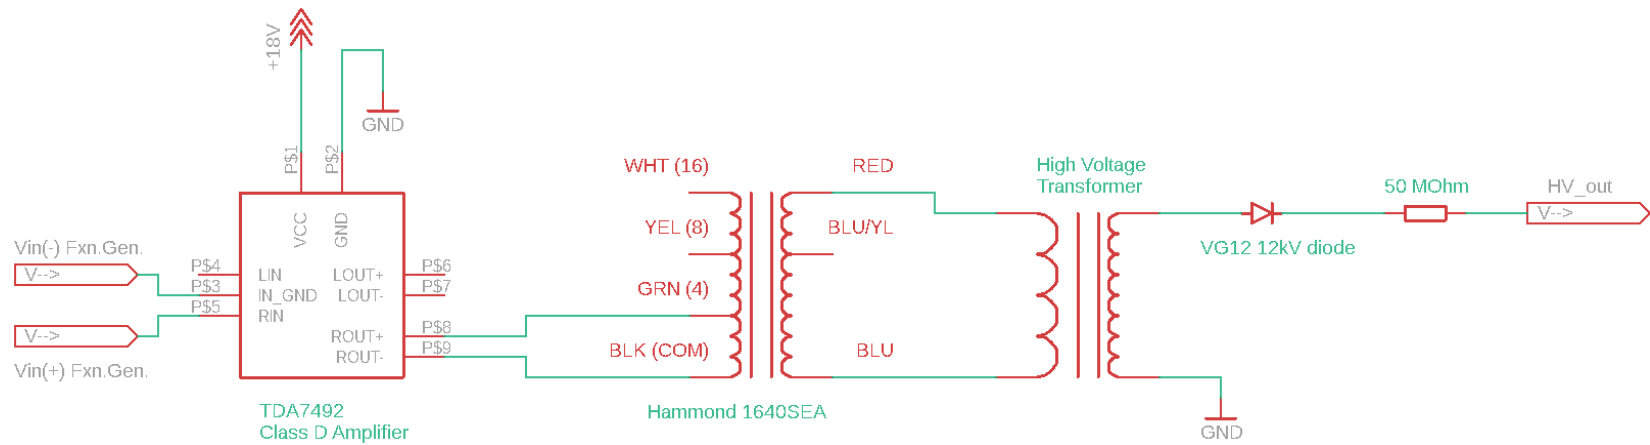 +18V
GND
P$1
P$2
WHT (16)
RED
High Voltage
Transformer
50 MOhm
HV_out
V-->
YEL (8)
BLU/YL
VG12 12kV diode
VCC
GND
Vin(-) Fxn.Gen.
V-->
P$4
LIN
LOUT+
P$6
P$3
IN_GND
LOUT-
P$7
GRN (4)
P$5
RIN
V-->
ROUT+
P$8
ROUT-
P$9
BLK (COM)
BLU
Vin(+) Fxn.Gen.
TDA7492
Class D Amplifier
Hammond 1640SEA
GND